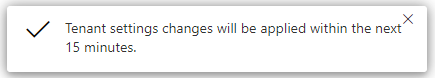 Tenant settings changes will be applied within the next
15 minutes.